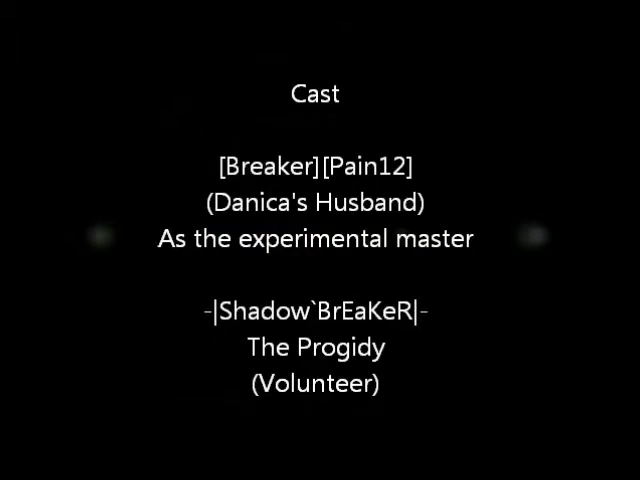 Cast
[Breaker][Pain12]
(Danica's Husband)
As the experimental master
-|Shadow`BrEaKeR|-
The Progidy
(Volunteer)